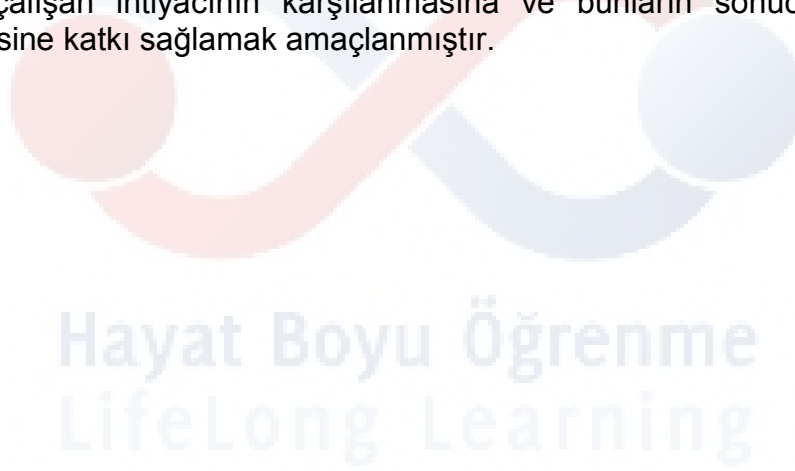 çalışan ihtiyacının karşılanmasına ve bunların
sine katkı sağlamak amaçlanmıştır.
Hayat Boyu Öğrenme
LifeLong Learning